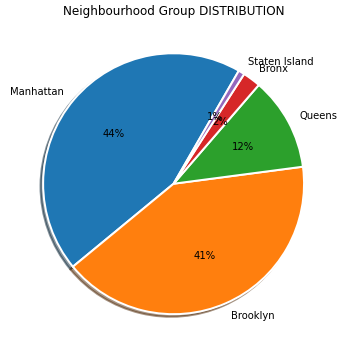 Neighbourhood Group DISTRIBUTION
Staten Island
Bronx
Manhattan
Queens
1%
2%
44%
12%
41%
Brooklyn